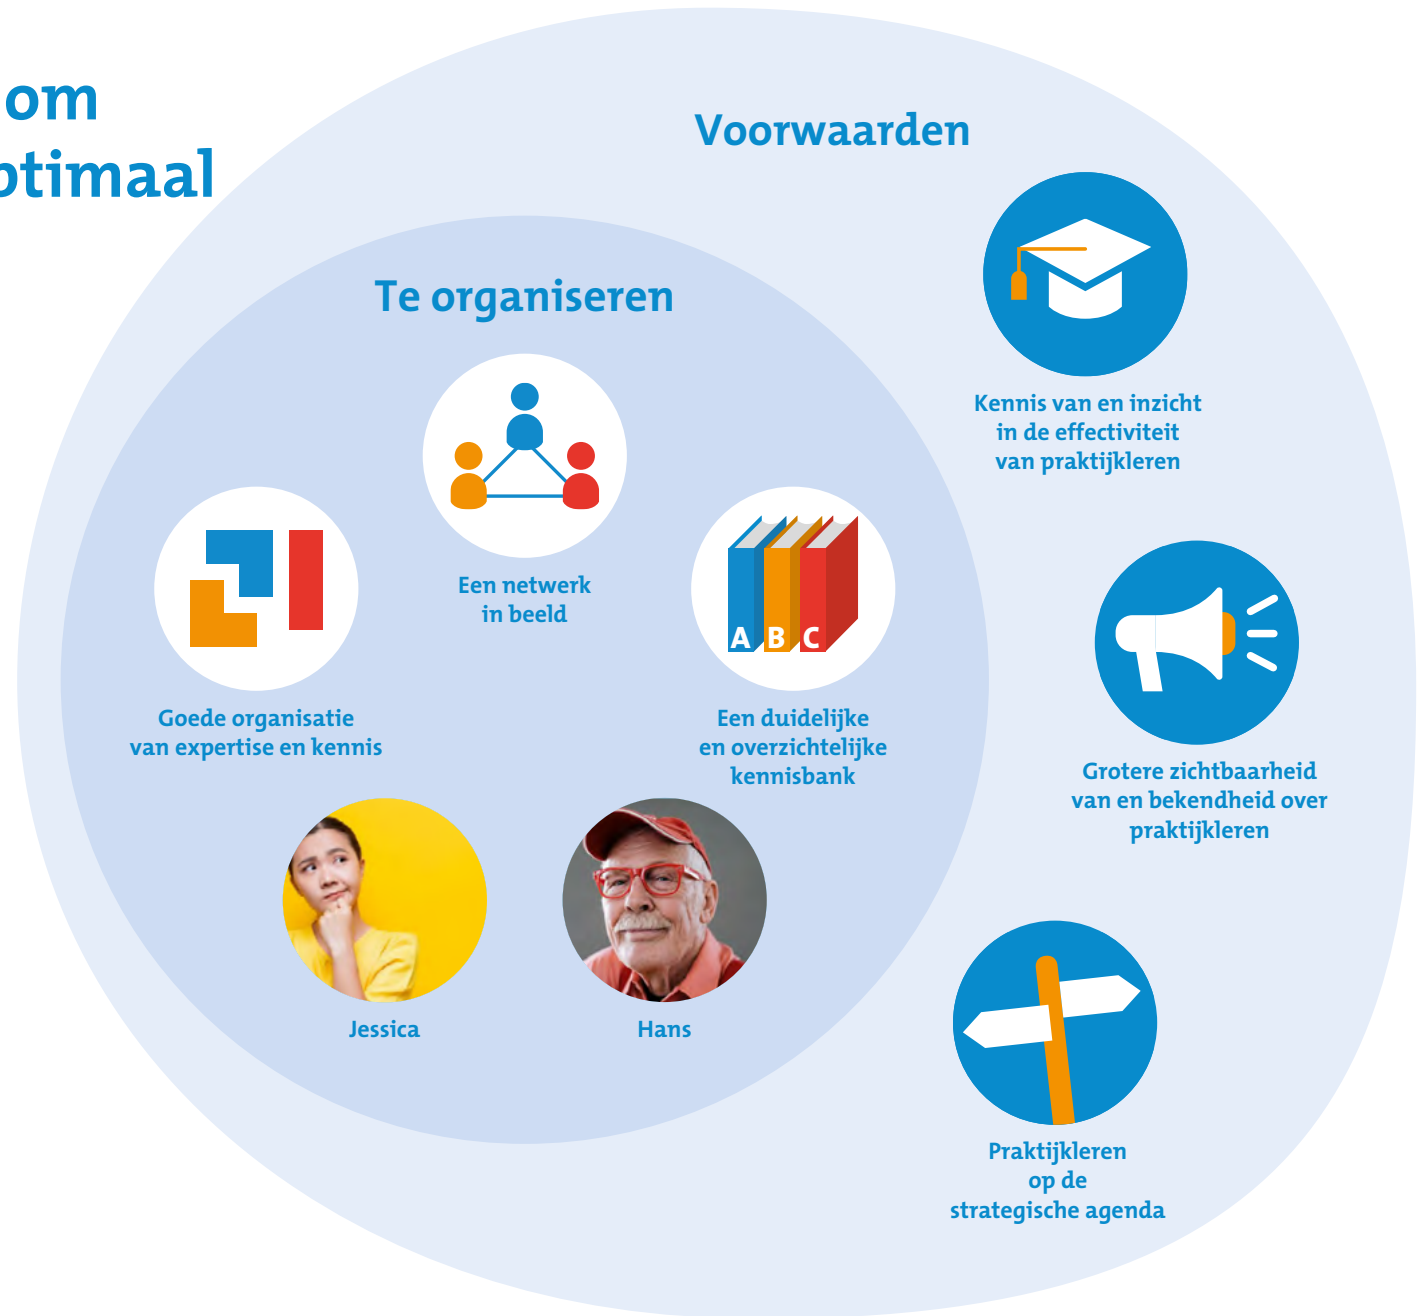 om
ptimaal
Voorwaarden
Te organiseren
Kennis van en inzicht
in de effectiviteit
van praktijkleren
Een netwerk
in beeld
A B C
Goede organisatie
van expertise en kennis
Een duidelijke
en overzichtelijke
kennisbank
Grotere zichtbaarheid
van en bekendheid over
praktijkleren
Jessica
Hans
Praktijkleren
op de
strategische agenda